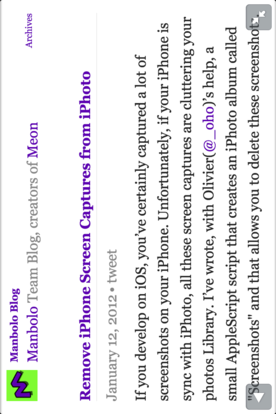 Manbolo Blog
Manbolo Team Blog, creators of Meon
Archives
Remove iPhone Screen Captures from iPhoto
January 12, 2012 • tweet
If you develop on iOS, you've certainly captured a lot of
screenshots on your iPhone. Unfortunately, if your iPhone is
sync with iPhoto, all these screen captures are cluttering your
photos Library. I've wrote, with Olivier(@_oho)'s help, a
small AppleScript script that creates an iPhoto album called
"Screenshots" and that allows you to delete these screenshots